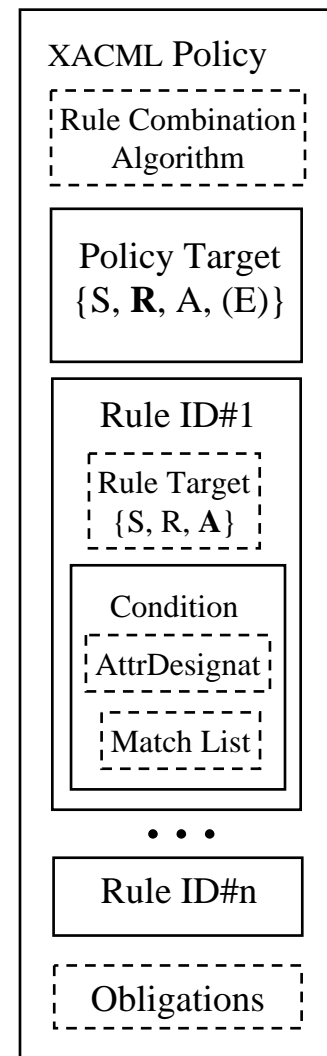 XACML Policy
Rule Combination
Algorithm
Policy Target
{S, R, A, (E)}
Rule ID#1
Rule Target
{S, R, A}
Condition
AttrDesignat
Match List
• • •
Rule ID#n
Obligations